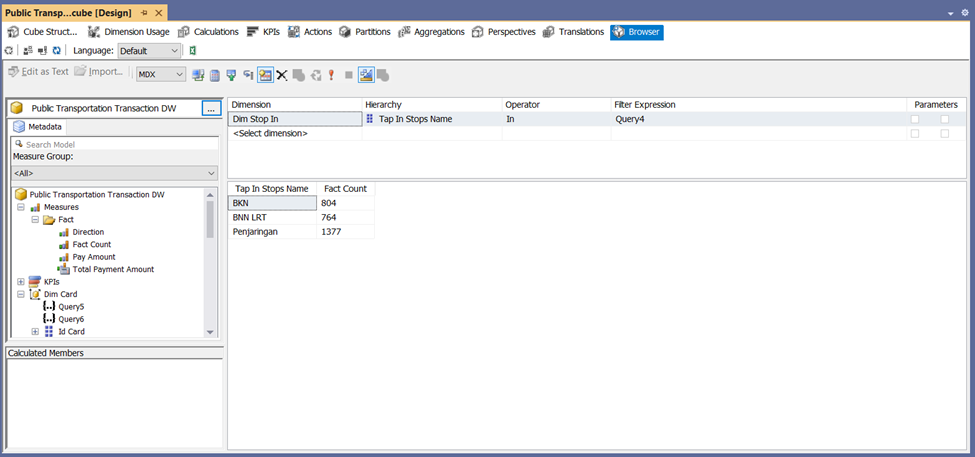 Public Transp...cube [Design]
Cube Struct... Dimension Usage Calculations KPIs Actions Partitions Aggregations Perspectives Translations Browser
Language: Default
Edit as Text Import... MDX
Public Transportation Transaction DW ...
Metadata
Search Model
Measure Group:
<All>
Public Transportation Transaction DW
Measures
Fact
Direction
Fact Count
Pay Amount
Total Payment Amount
KPIs
Dim Card
Query5
Query6
Id Card
Calculated Members
Dimension Hierarchy Operator Filter Expression Parameters
Dim Stop In Tap In Stops Name In Query4
<Select dimension>
Tap In Stops Name Fact Count
BKN 804
BNN LRT 764
Penjaringan 1377